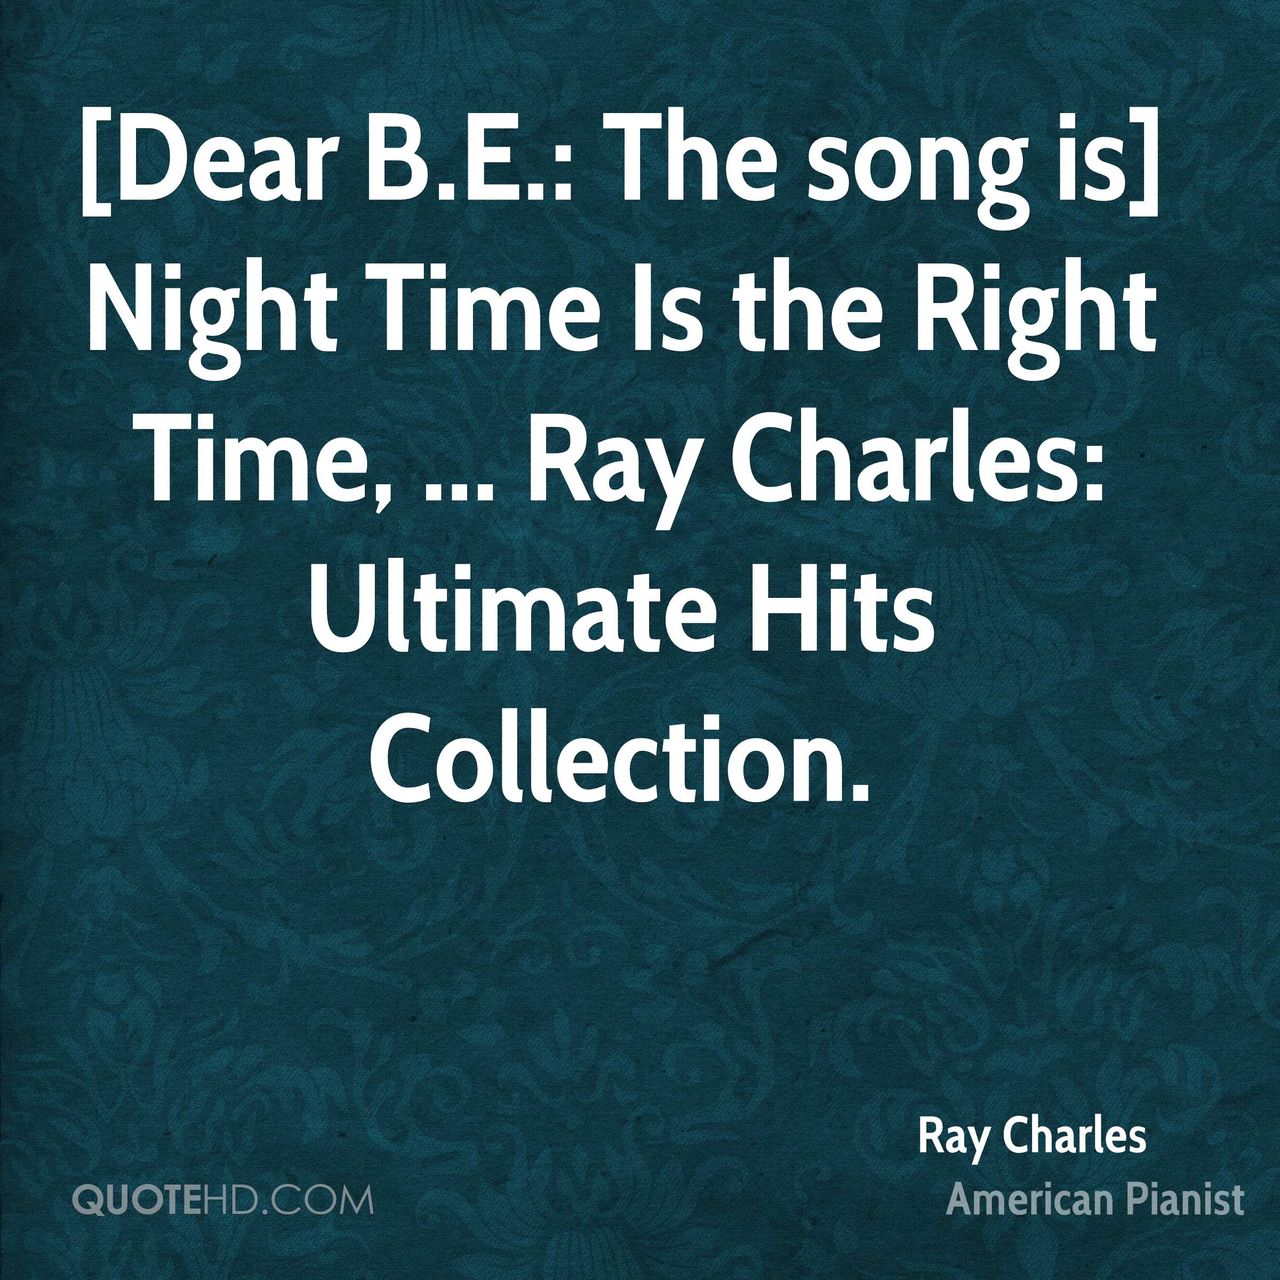 [Dear B.E.: The song is]
Night Time Is the Right
Time, ... Ray Charles:
Ultimate Hits
Collection.
Ray Charles
QUOTEHD.COM
American Pianist